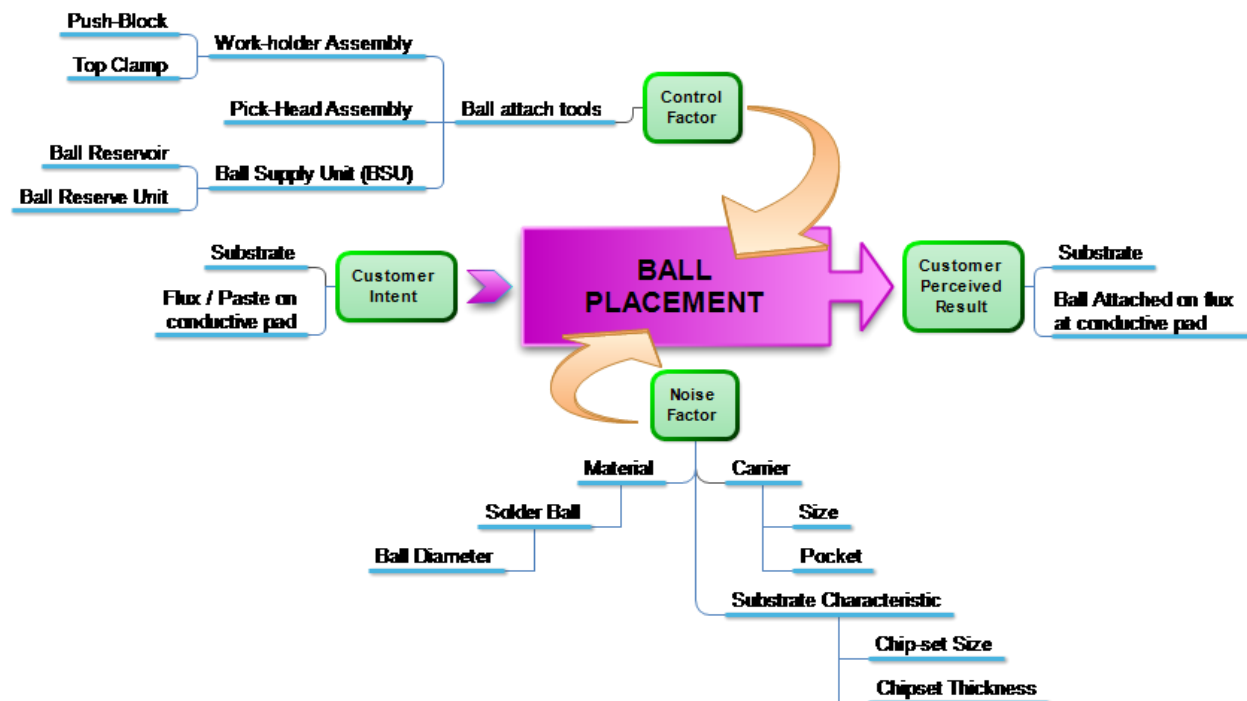 Push-Block
Work-holder Assembly
Top Clamp
Pick-Head Assembly
Ball attach tools
Control
Factor
Ball Reservoir
Ball Supply Unit (BSU)
Ball Reserve Unit
Substrate
Flux / Paste on
conductive pad
Customer
Intent
BALL
PLACEMENT
Customer
Perceived
Result
Substrate
Ball Attached on flux
at conductive pad
Noise
Factor
Material
Solder Ball
Ball Diameter
Carrier
Size
Pocket
Substrate Characteristic
Chip-set Size
Chipset Thickness